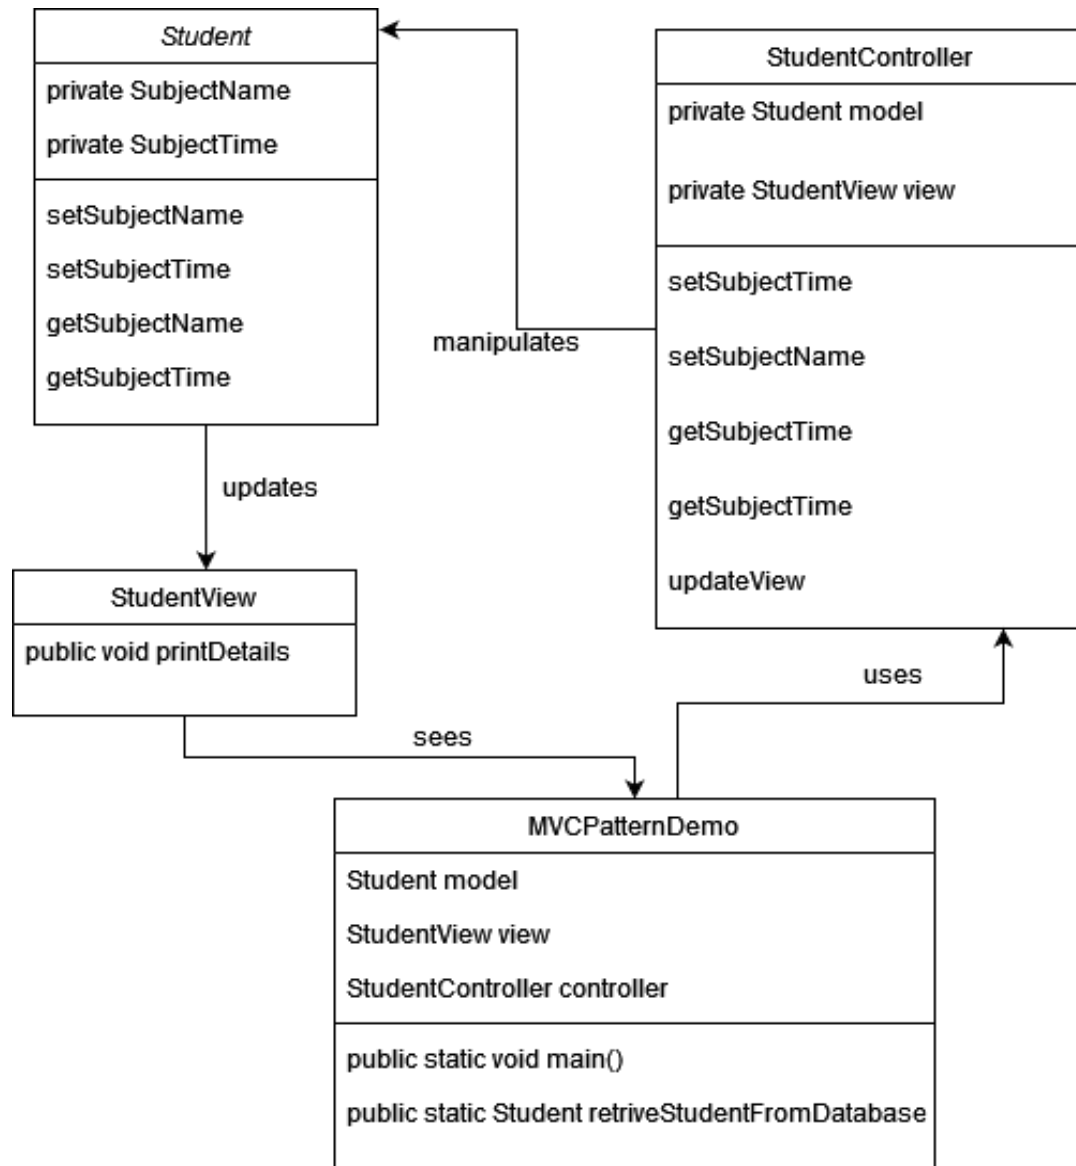 Student
private SubjectName
private SubjectTime
setSubjectName
setSubjectTime
getSubjectName
getSubjectTime
StudentController
private Student model
private StudentView view
setSubjectTime
setSubjectName
getSubjectTime
getSubjectTime
updateView
manipulates
updates
StudentView
public void printDetails
sees
uses
MVCPatternDemo
Student model
StudentView view
StudentController controller
public static void main()
public static Student retriveStudentFromDatabase